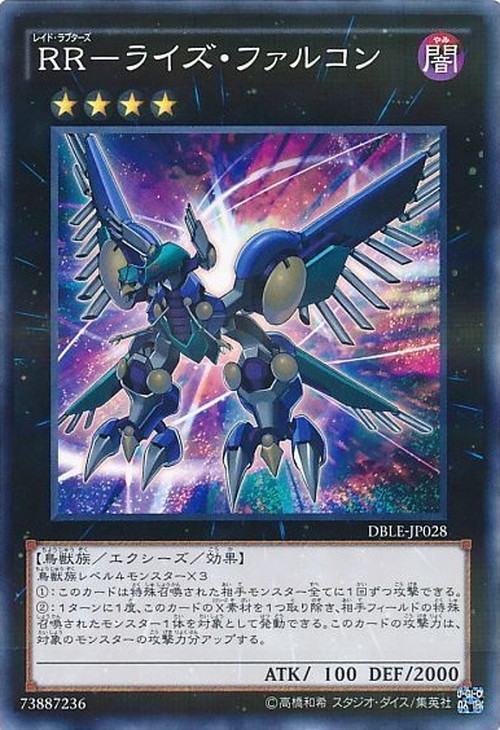 レイド・ラプターズ
RR－ライズ・ファルコン
やみ
闇
DBLE-JP028
【鳥獣族／エクシーズ／効果】
鳥獣族レベル４モンスター×３
①：このカードは特殊召喚された相手モンスター全てに１回ずつ攻撃できる。
②：１ターンに１度、このカードのX素材を１つ取り除き、相手フィールドの特殊
召喚されたモンスター１体を対象として発動できる。このカードの攻撃力は、
対象のモンスターの攻撃力分アップする。
ATK/ 100 DEF/2000
73887236
©高橋和希 スタジオ・ダイス/集英社